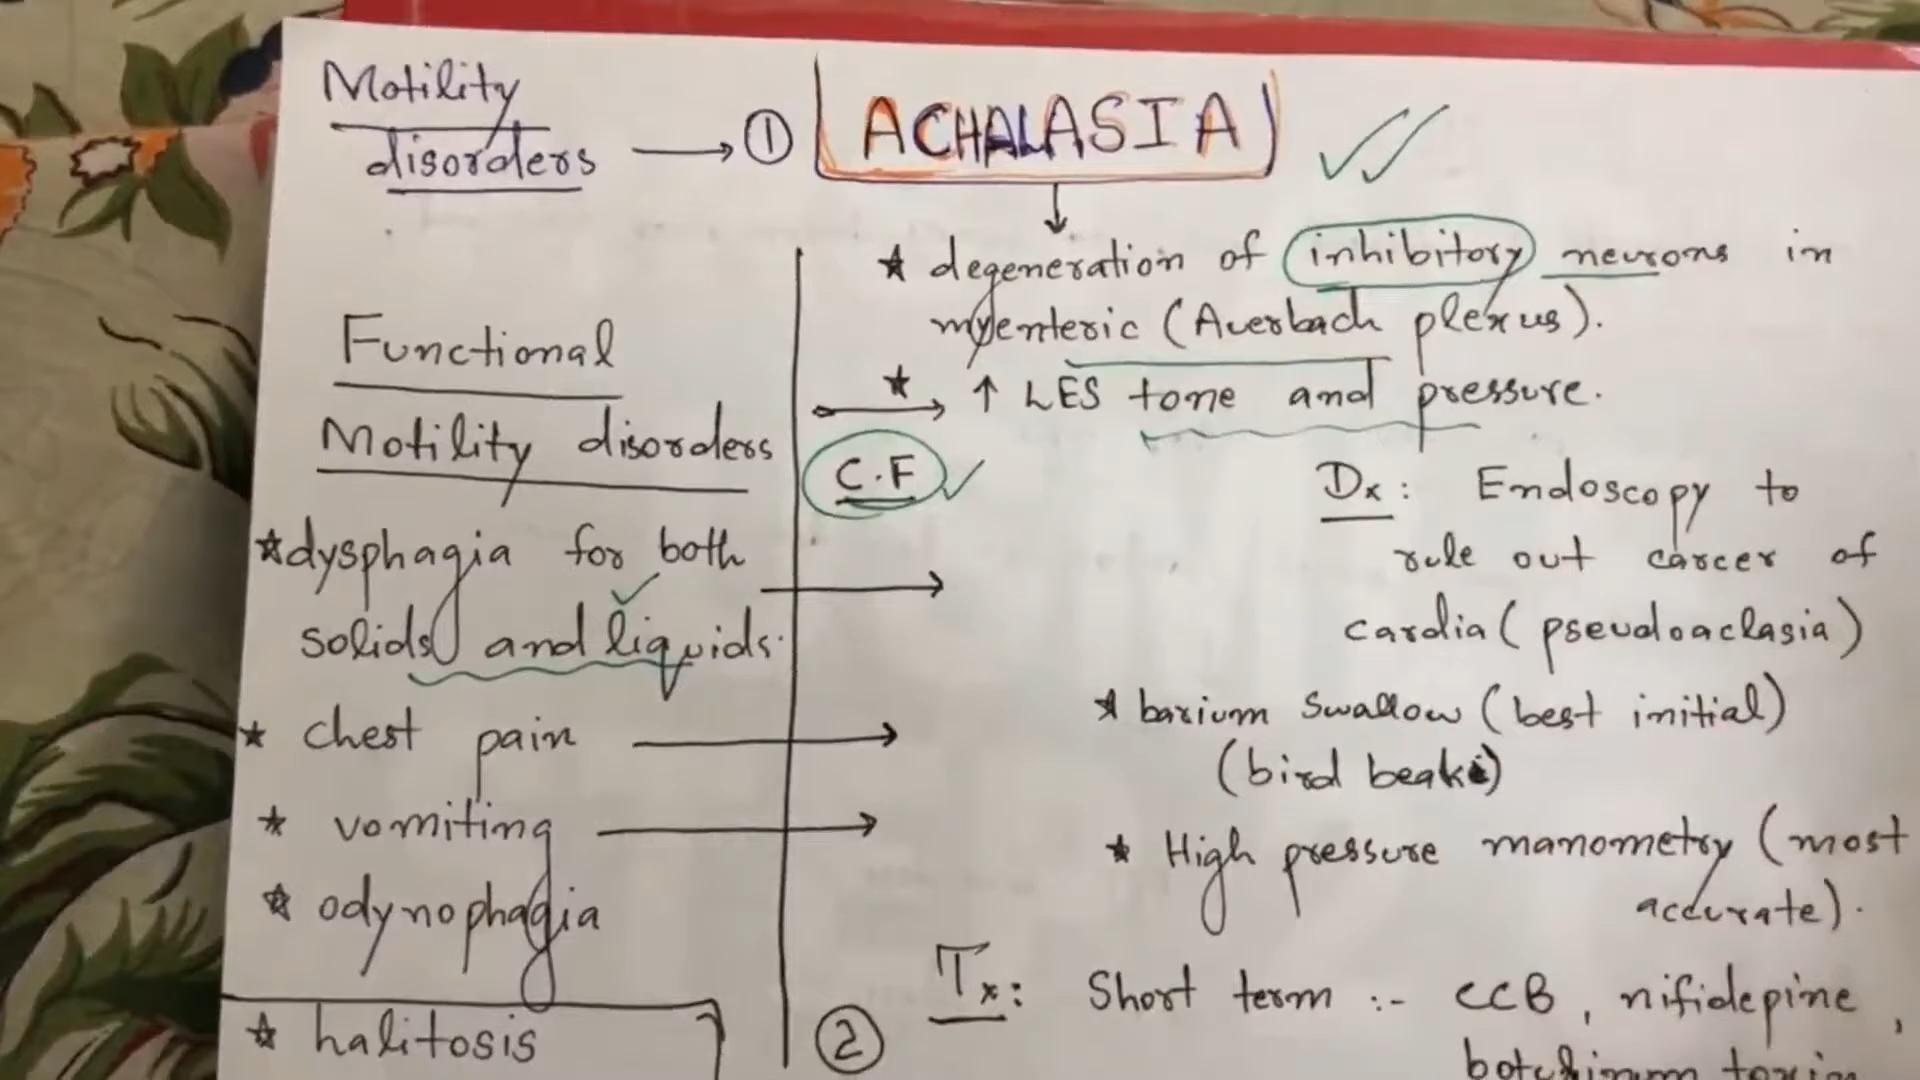 Motility
disorders → ① ACHALASIA
★ degeneration of inhibitory neurons in
myenteric (Auerbach plexus).
★ ↑ LES tone and pressure.
Functional
Motility disorders
★ dysphagia for both
solids and liquids.
★ chest pain
★ vomiting
★ odynophagia
★ halitosis
C.F
Dx: Endoscopy to
rule out carcer of
cardia (pseudoaclasia)
★ barium swallow (best initial)
(bird beak)
★ High pressure manometry (most
accurate).
②
Tx: Short term :- CCB, nifidepine,